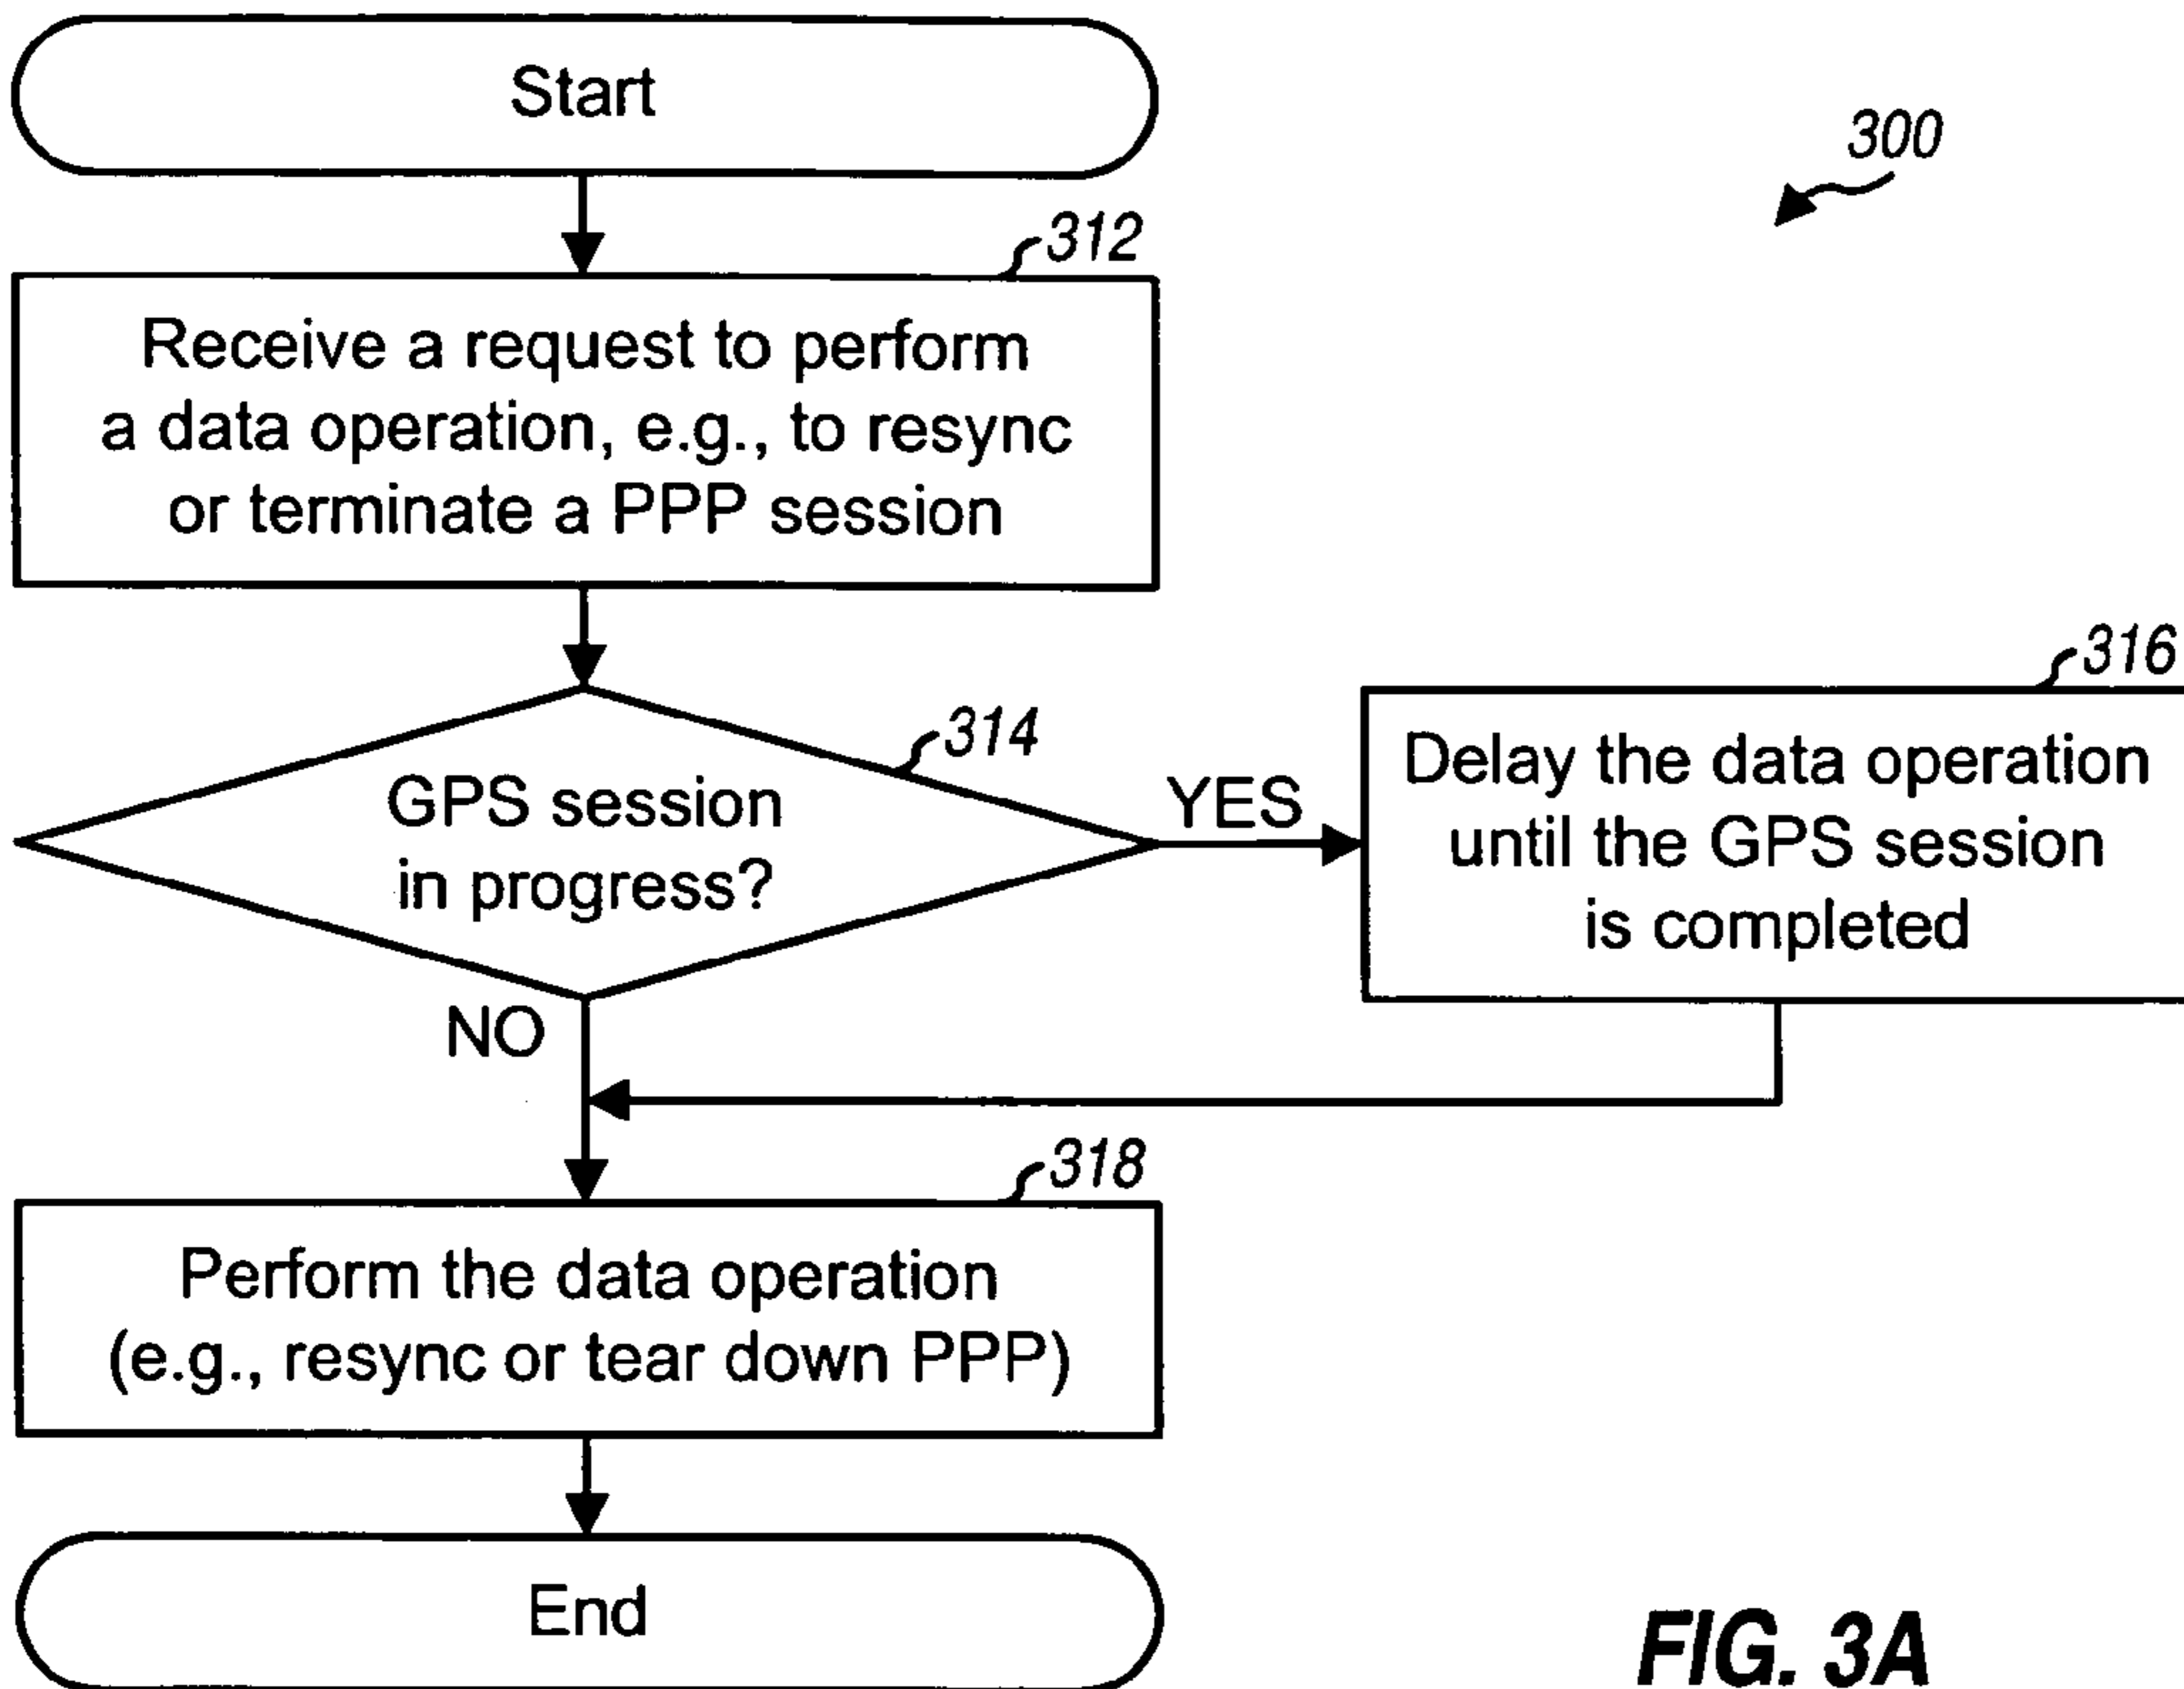 Start
300
312
Receive a request to perform
a data operation, e.g., to resync
or terminate a PPP session
314
GPS session
in progress?
YES
316
Delay the data operation
until the GPS session
is completed
NO
318
Perform the data operation
(e.g., resync or tear down PPP)
End
FIG. 3A